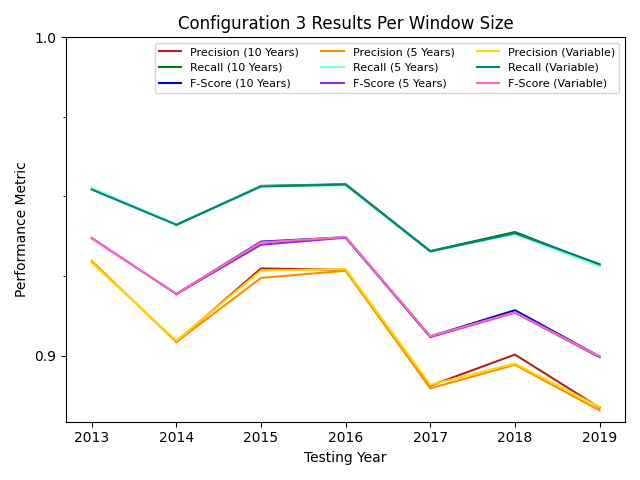 Configuration 3 Results Per Window Size
Precision (10 Years)
Recall (10 Years)
F-Score (10 Years)
Precision (5 Years)
Recall (5 Years)
F-Score (5 Years)
Precision (Variable)
Recall (Variable)
F-Score (Variable)
Performance Metric
1.0
0.9
2013 2014 2015 2016 2017 2018 2019
Testing Year